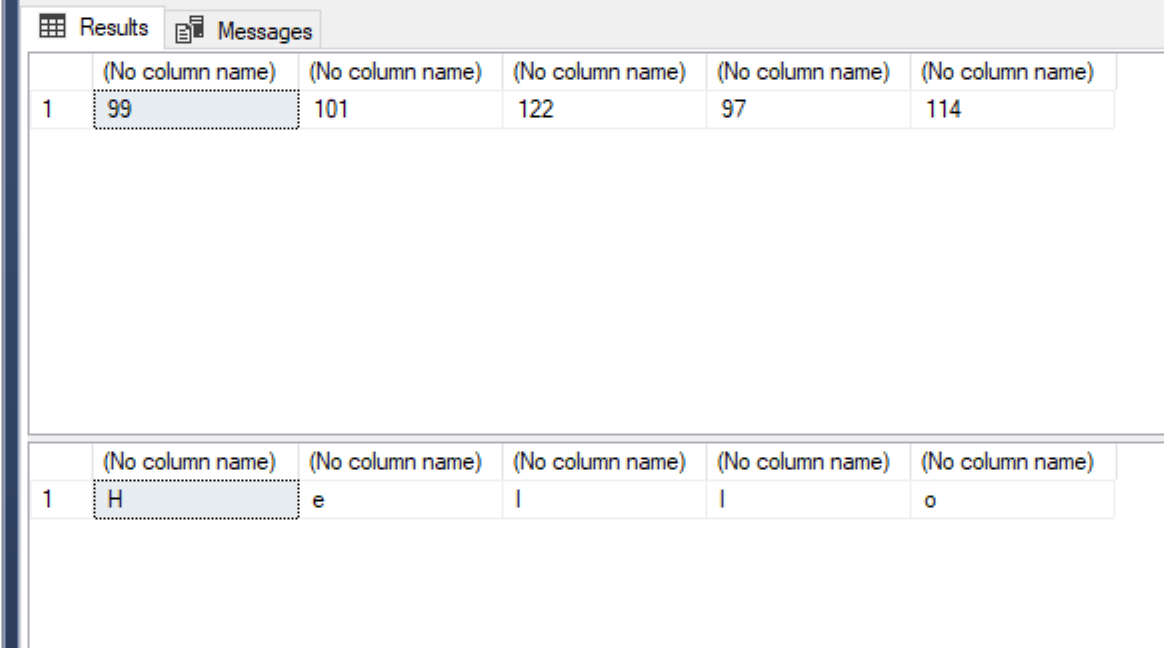 Results Messages
(No column name) (No column name) (No column name) (No column name) (No column name)
1 99 101 122 97 114
(No column name) (No column name) (No column name) (No column name) (No column name)
1 H e l l o